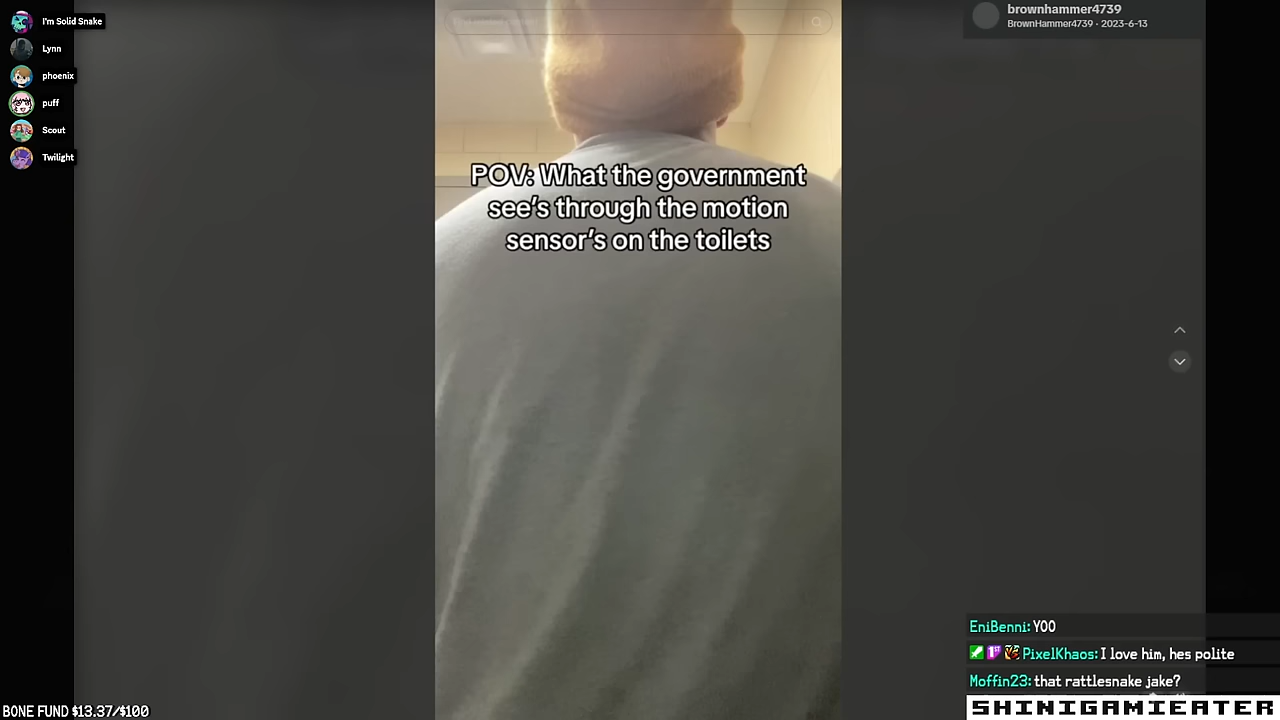 I'm Solid Snake
Lynn
phoenix
puff
Scout
Twilight
POV: What the government
see's through the motion
sensor's on the toilets
brownhammer4739
BrownHammer4739 · 2023-6-13
EniBenni: YOO
PixelKhaos: I love him, hes polite
Moffin23: that rattlesnake jake?
BONE FUND $13.37/$100
SHINIGAMIEATER